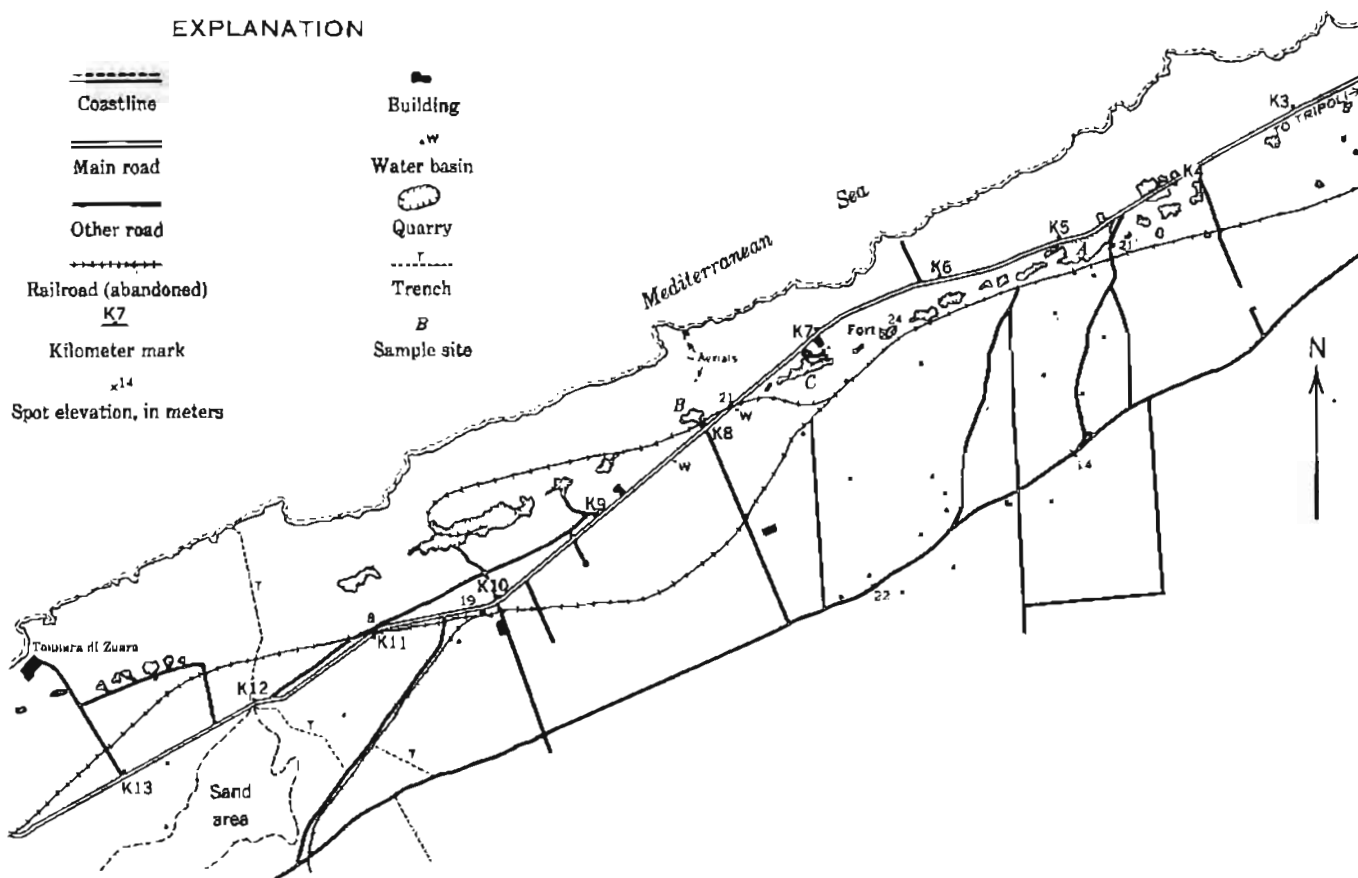 EXPLANATION
Coastline
Main road
Other road
Railroad (abandoned)
K7
Kilometer mark
x14
Spot elevation, in meters
Building
W
Water basin
Quarry
T
Trench
B
Sample site
Mediterranean Sea
K3
TO TRIPOLI
B
K4
K5
A
21
K6
24
Fort
K7
Aerials
C
B
21
W
K8
W
K9
14
22
K10
19
K11
T
K12
T
T
K13
Sand
area
N